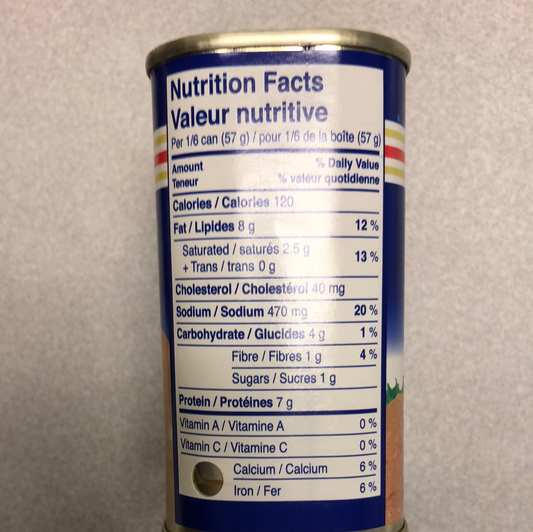 Nutrition Facts
Valeur nutritive
Per 1/6 can (57 g) / pour 1/6 de la boîte (57 g)
Amount % Daily Value
Teneur % valeur quotidienne
Calories / Calories 120
Fat / Lipides 8 g 12 %
Saturated / saturés 2.5 g
+ Trans / trans 0 g 13 %
Cholesterol / Cholestérol 40 mg
Sodium / Sodium 470 mg 20 %
Carbohydrate / Glucides 4 g 1 %
Fibre / Fibres 1 g 4 %
Sugars / Sucres 1 g
Protein / Protéines 7 g
Vitamin A / Vitamine A 0 %
Vitamin C / Vitamine C 0 %
Calcium / Calcium 6 %
Iron / Fer 6 %